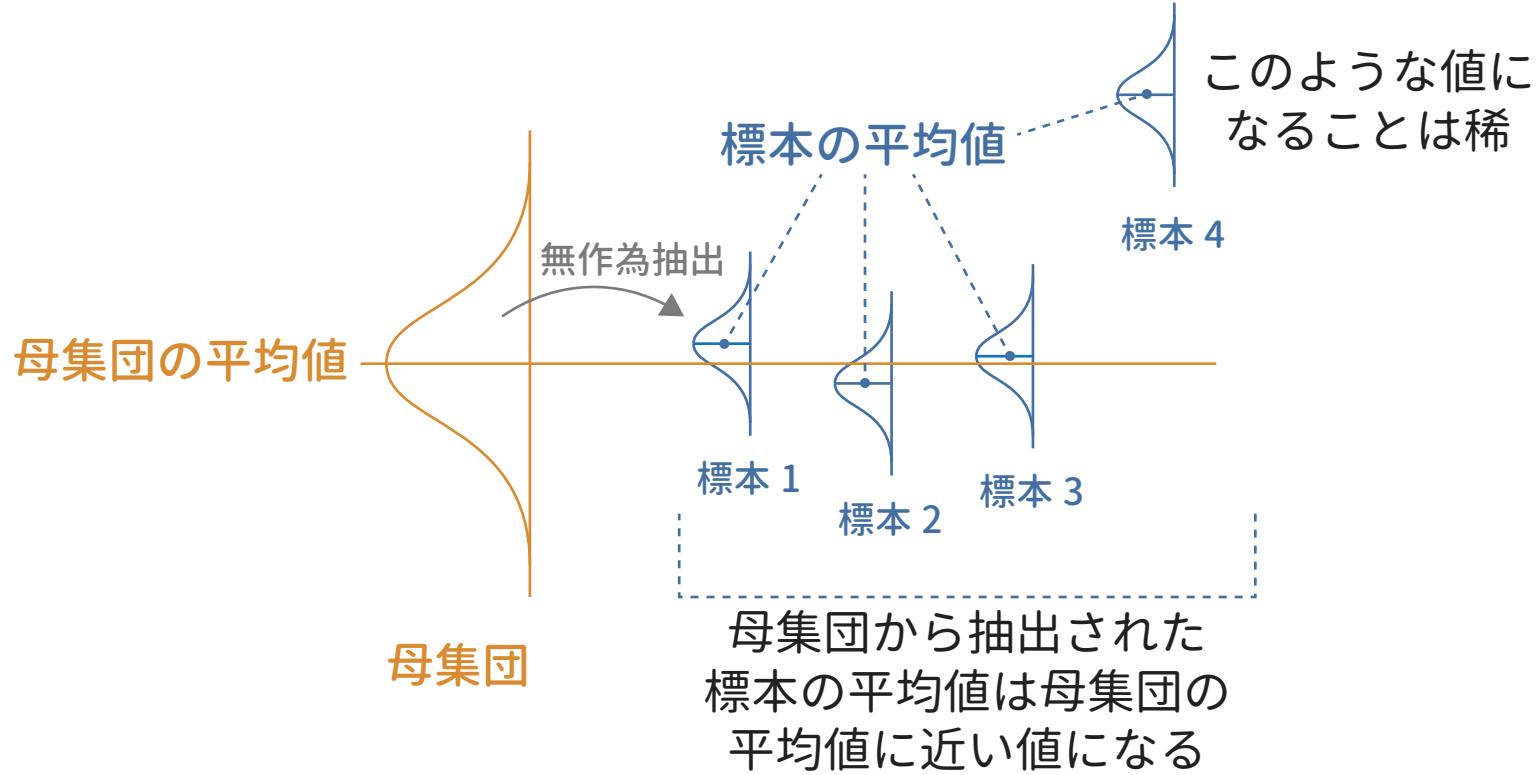 このような値に
なることは稀
標本の平均値
標本 4
無作為抽出
母集団の平均値
標本 1
標本 2
標本 3
母集団
母集団から抽出された
標本の平均値は母集団の
平均値に近い値になる